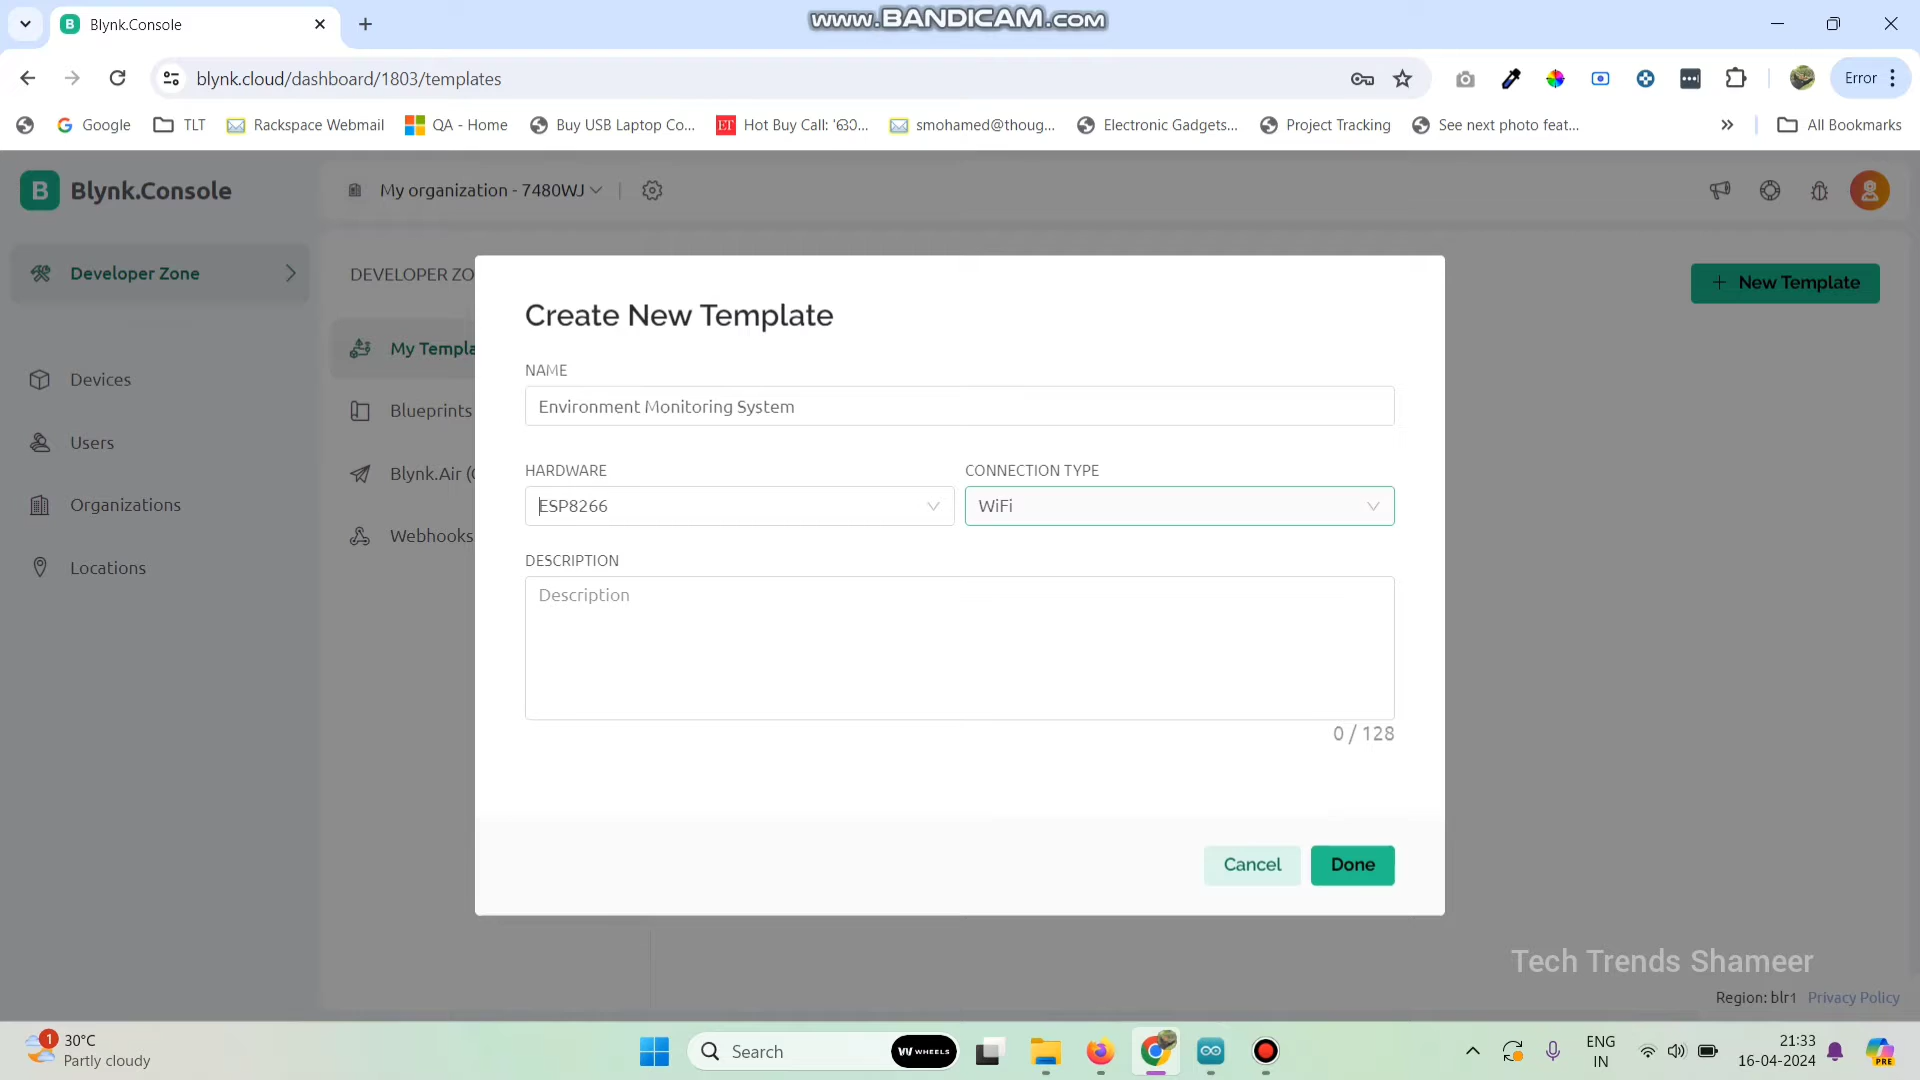 www.BANDICAM.com
Blynk.Console
blynk.cloud/dashboard/1803/templates
Error
Google
TLT
Rackspace Webmail
QA - Home
Buy USB Laptop Co...
Electronic Gadgets...
smohamed@thoug...
Project Tracking
See next photo feat...
All Bookmarks
B Blynk.Console
My organization - 7480WJ
Developer Zone
DEVELOPER ZO
New Template
My Templa
Devices
Blueprints
Users
Blynk.Air (
Organizations
Webhooks
Locations
Create New Template
NAME
Environment Monitoring System
HARDWARE
CONNECTION TYPE
ESP8266
WiFi
DESCRIPTION
Description
0 / 128
Cancel
Done
Tech Trends Shameer
Region: blr1 Privacy Policy
1
30°C
Partly cloudy
Search
WHEELS
ENG
IN
21:33
16-04-2024
PRE